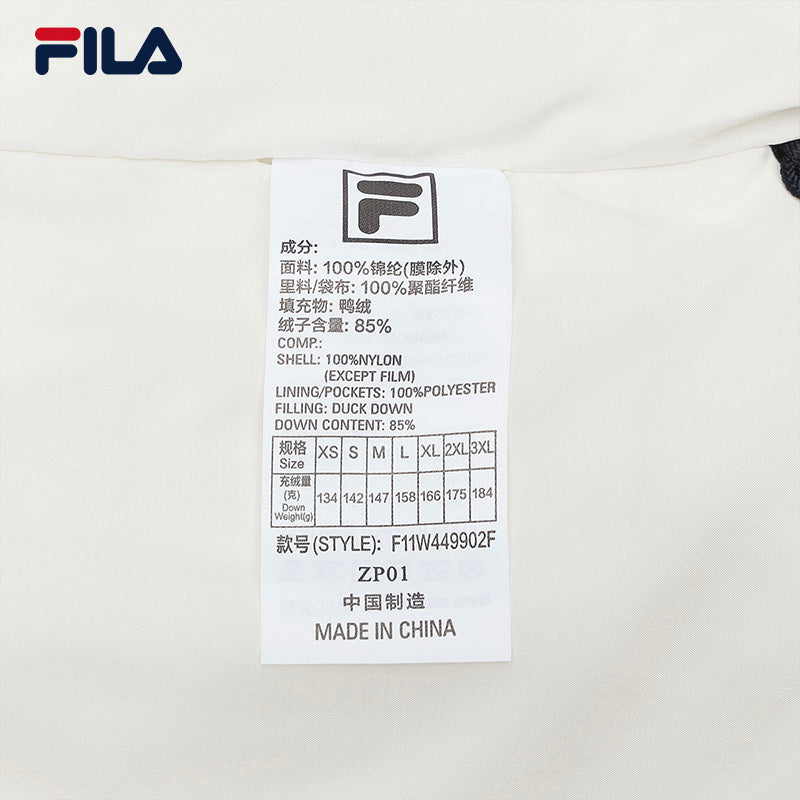 FILA
F
成分:
面料: 100%锦纶(膜除外)
里料/袋布: 100%聚酯纤维
填充物: 鸭绒
绒子含量: 85%
COMP.:
SHELL: 100%NYLON
(EXCEPT FILM)
LINING/POCKETS: 100%POLYESTER
FILLING: DUCK DOWN
DOWN CONTENT: 85%
规格 XS S M L XL 2XL 3XL
Size
充绒量
(克) 134 142 147 158 166 175 184
Down
Weight(g)
款号(STYLE): F11W449902F
ZP01
中国制造
MADE IN CHINA